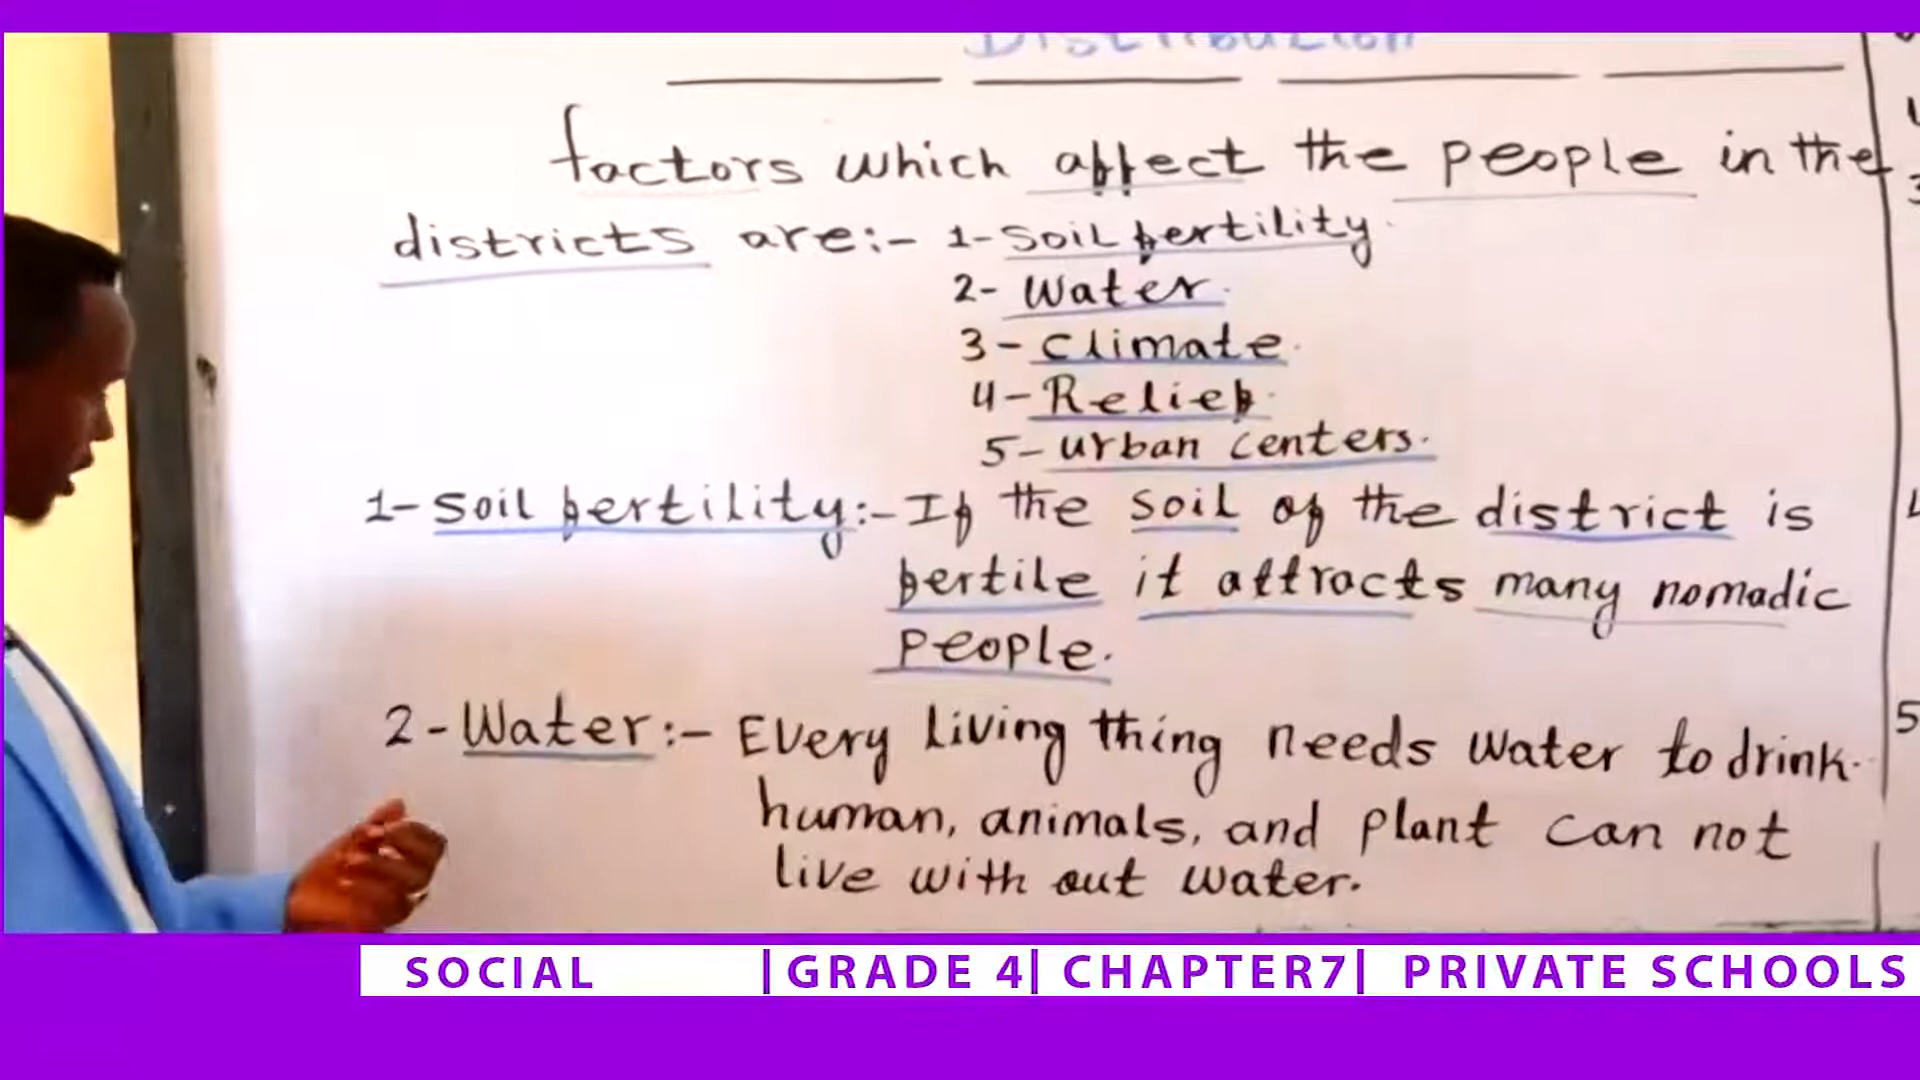 Distribution
factors which affect the people in the
districts are:- 1- Soil fertility.
2- Water.
3- Climate.
4- Relief.
5- urban centers.
1- Soil fertility:- If the soil of the district is
fertile it attracts many nomadic
people.
2- Water:- Every living thing needs water to drink.
human, animals, and plant can not
live with out water.
SOCIAL |GRADE 4| CHAPTER7| PRIVATE SCHOOLS